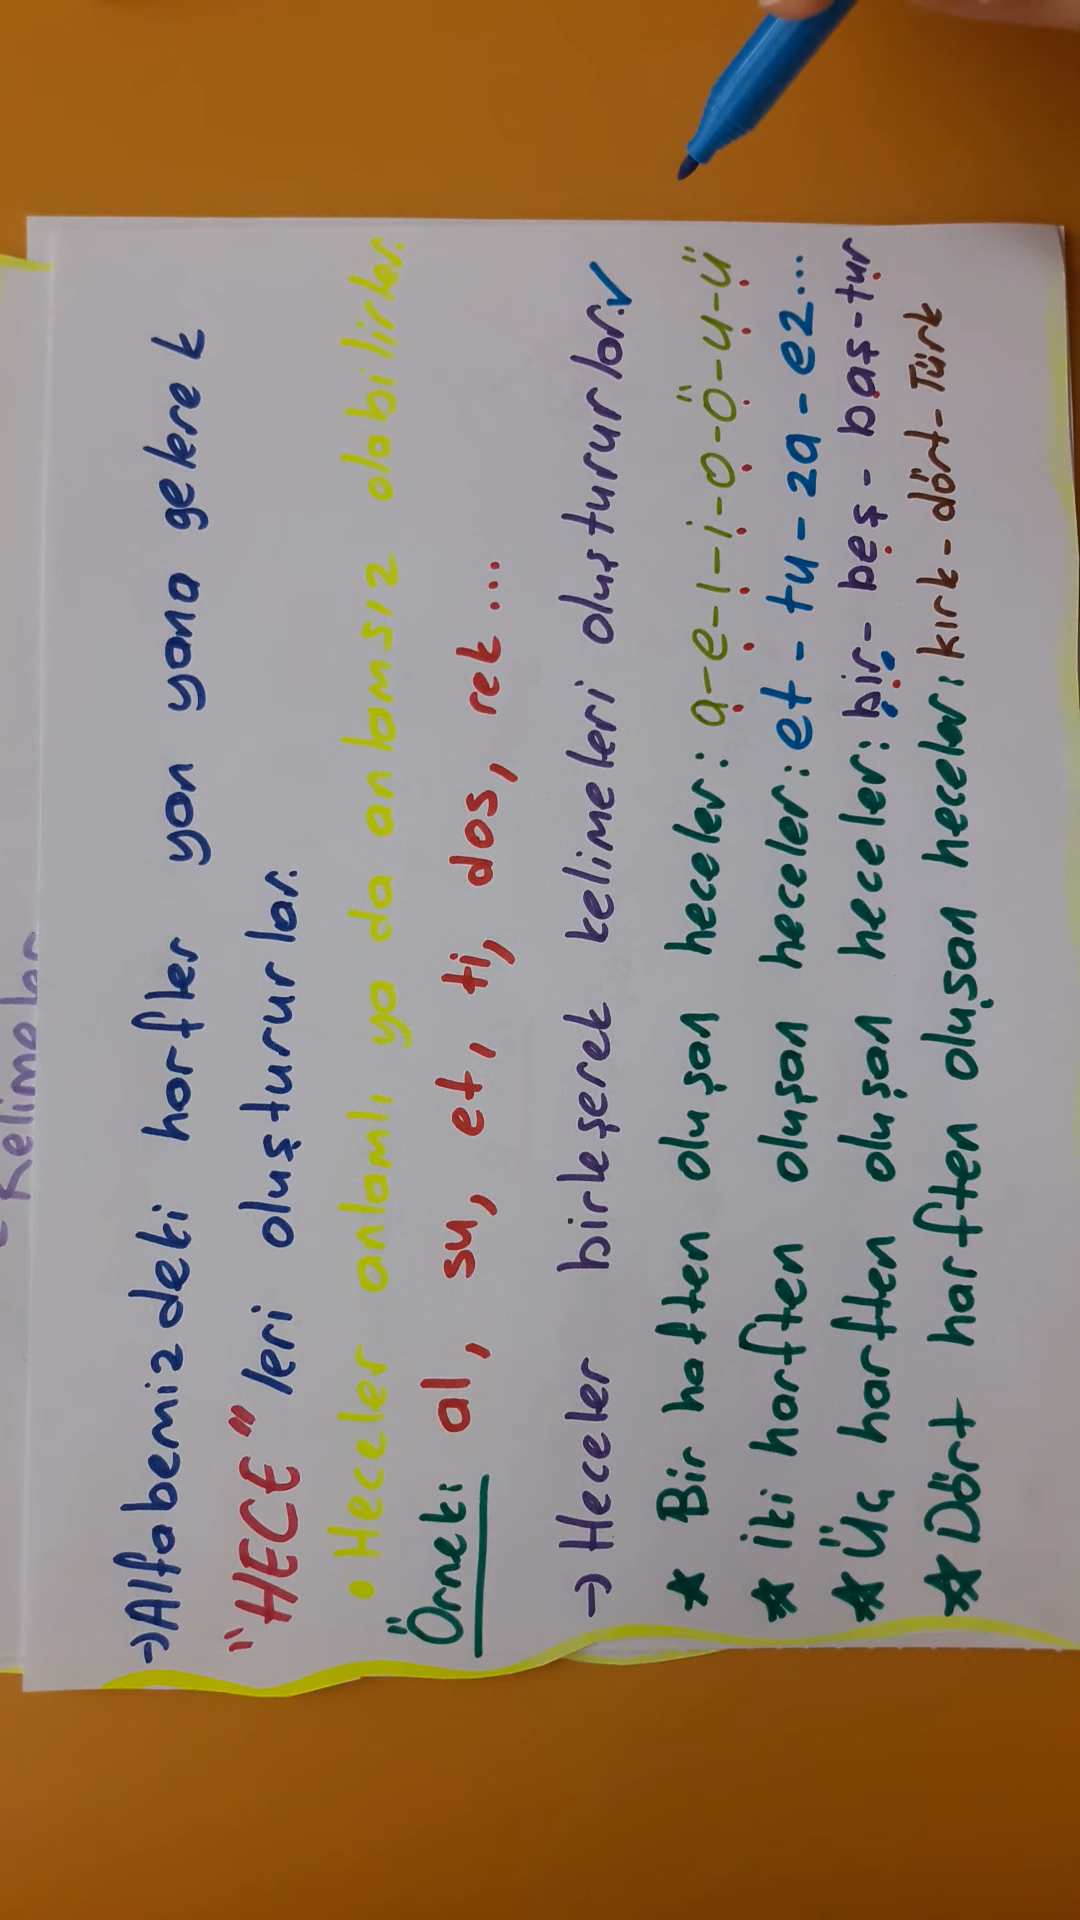 Kelimeler
→Alfabemizdeki harfler yan yana gelerek
"HECE"leri oluştururlar.
• Heceler anlamlı ya da anlamsız olabilirler.
Örnek: al, su, et, ti, dos, rek...
→ Heceler birleşerek kelimeleri oluştururlar.✓
* Bir haften oluşan heceler: a-e-ı-i-o-ö-u-ü
* İki harften oluşan heceler: et - tu - za - ez...
* Üç harften oluşan heceler: bir- beş - baş - tur
* Dört harften oluşan heceler: kırk - dört - Türk